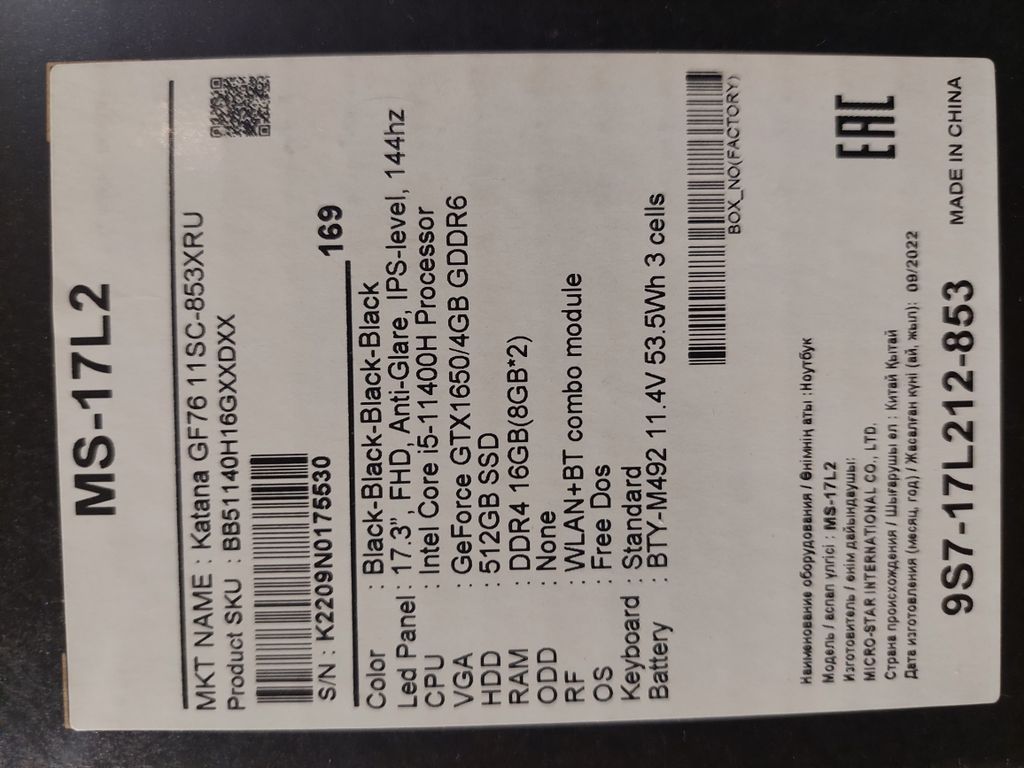 MS-17L2
MKT NAME : Katana GF76 11SC-853XRU
Product SKU : BB51140H16GXXDXX
S/N : K2209N0175530
169
Color : Black-Black-Black-Black
Led Panel : 17.3", FHD, Anti-Glare, IPS-level, 144hz
CPU : Intel Core i5-11400H Processor
VGA : GeForce GTX1650/4GB GDDR6
HDD : 512GB SSD
RAM : DDR4 16GB(8GB*2)
ODD : None
RF : WLAN+BT combo module
OS : Free Dos
Keyboard : Standard
Battery : BTY-M492 11.4V 53.5Wh 3 cells
BOX_NO(FACTORY)
Наименование оборудования / Өнімнің аты :Ноутбук
Модель / аспап үлгісі : MS-17L2
Изготовитель / өнім дайындаушы:
MICRO-STAR INTERNATIONAL CO., LTD.
Страна происхождения / Шығарушы ел : Китай Қытай
Дата изготовления (месяц, год) / Жасалған күні (ай, жыл): 09/2022
EAC
9S7-17L212-853
MADE IN CHINA